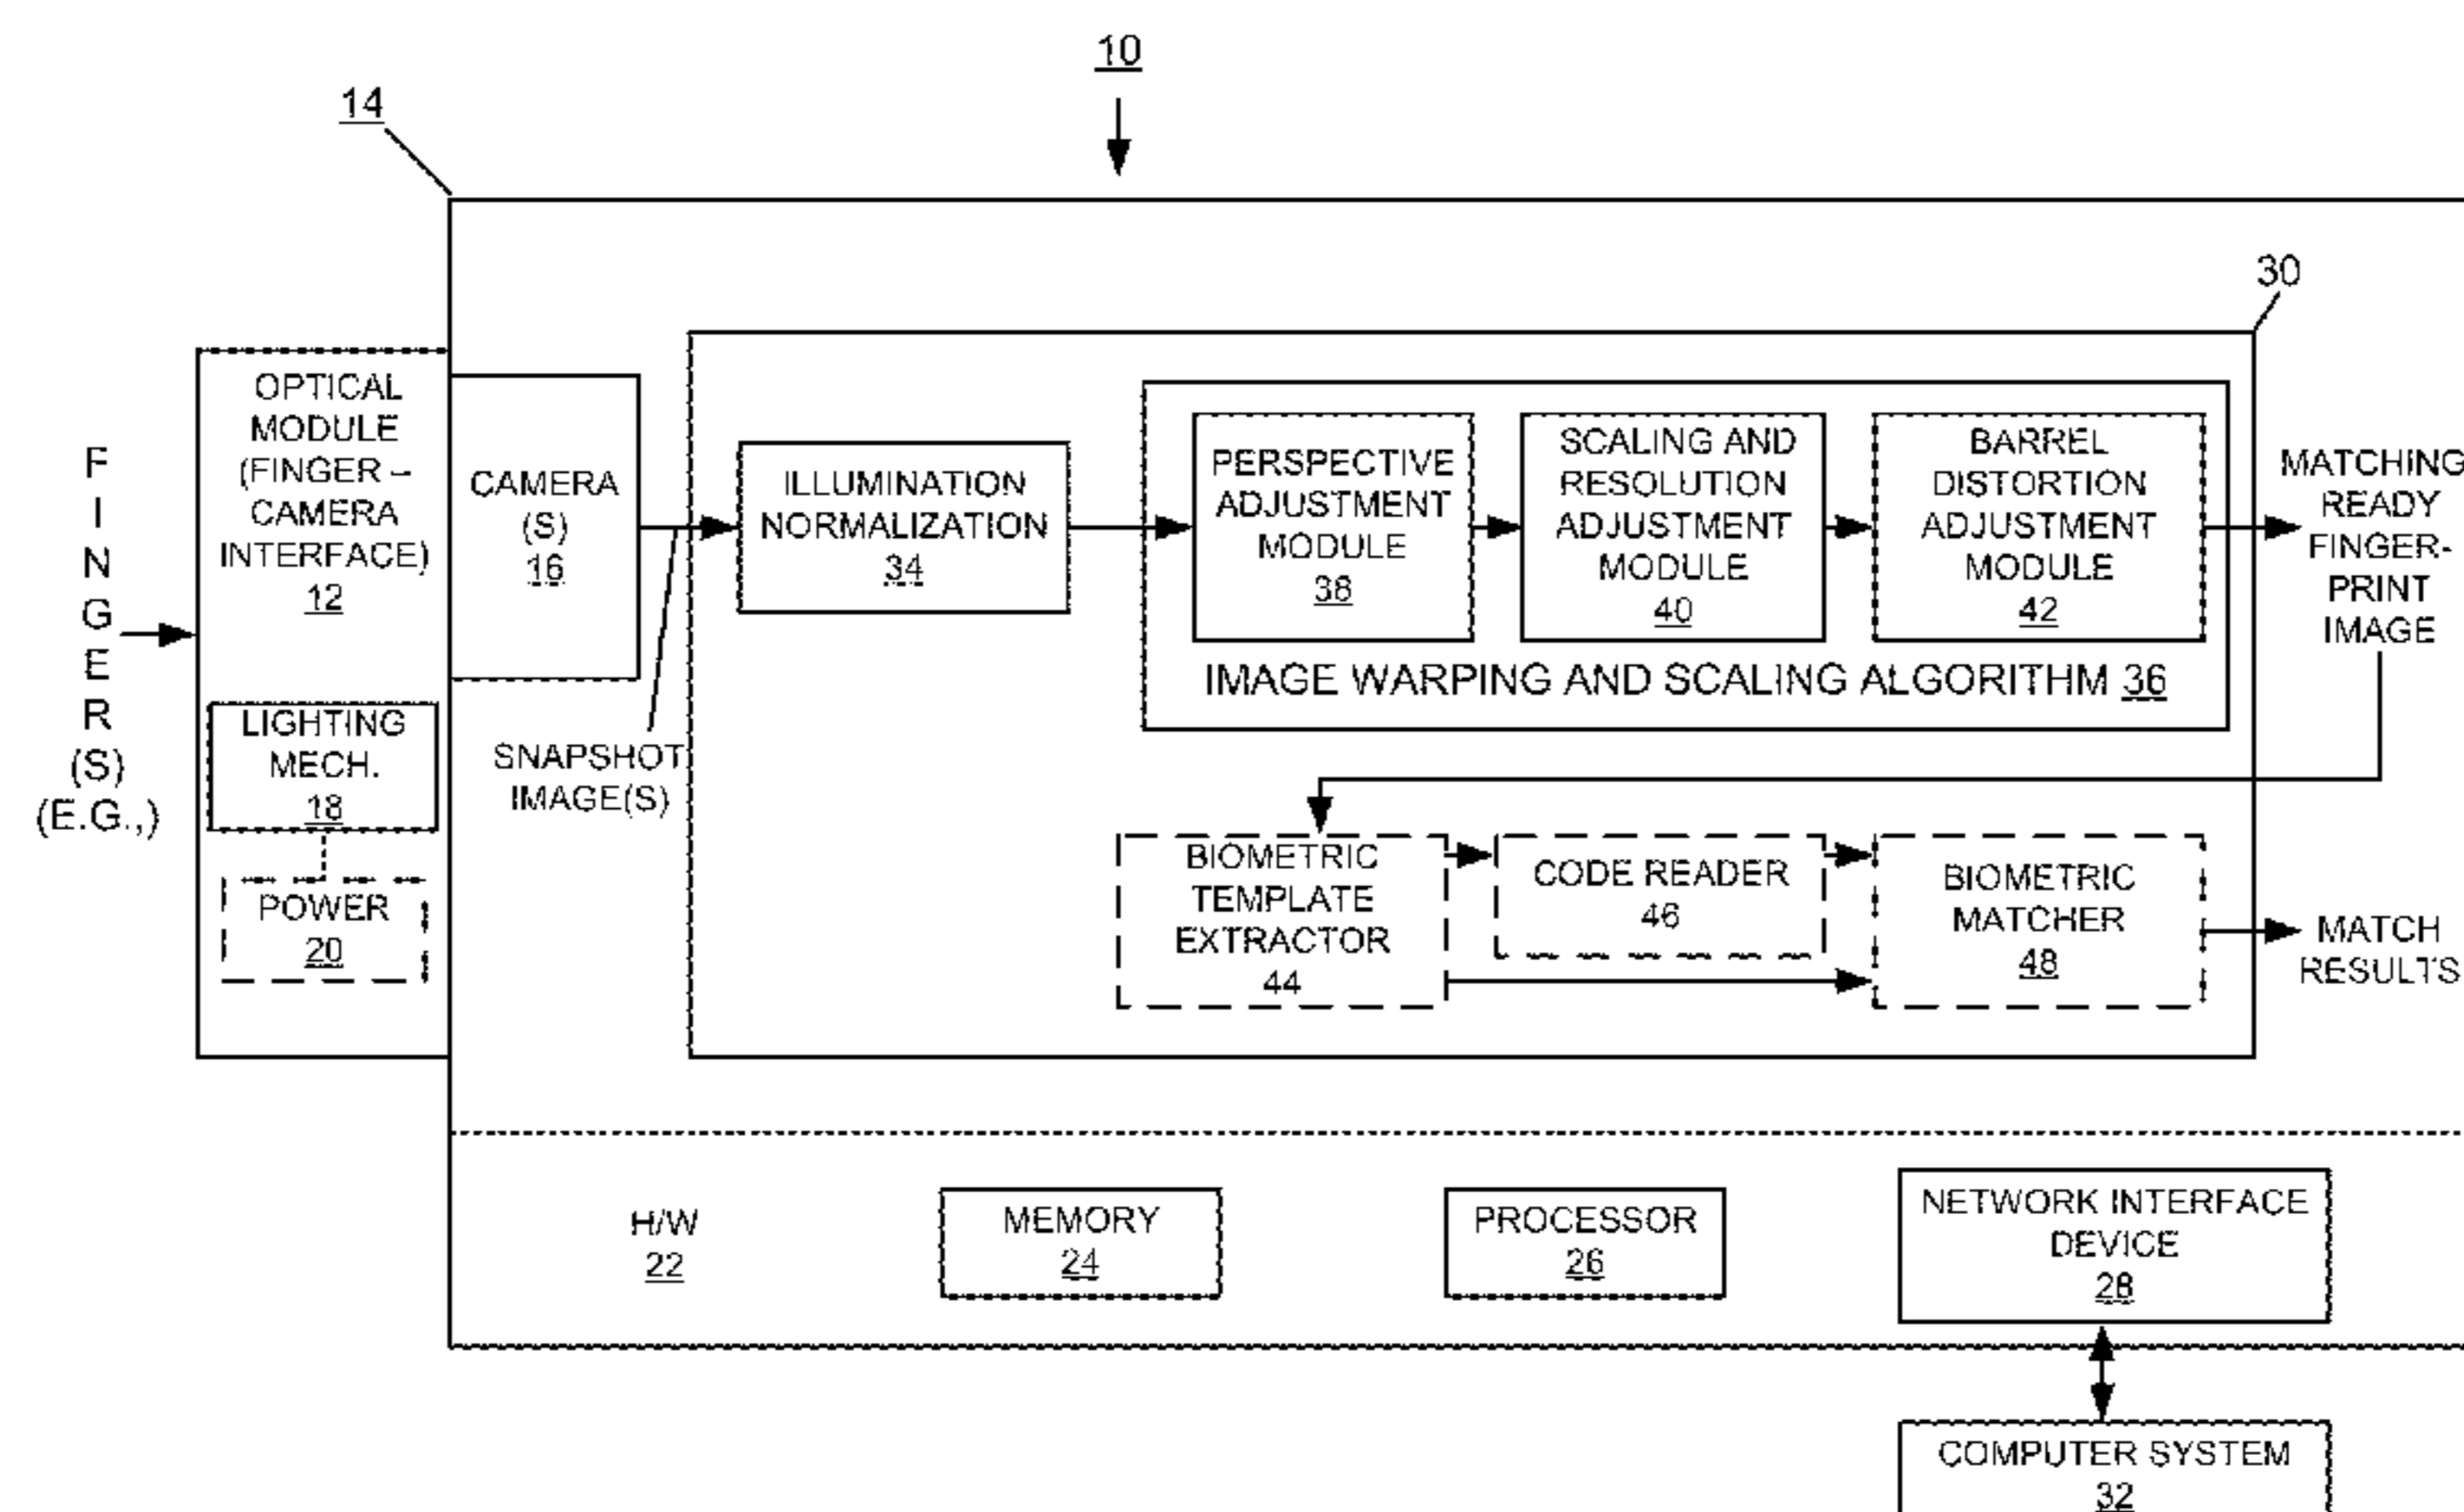 10
14
30
F
I
N
G
E
R
(S)
(E.G.,)
OPTICAL
MODULE
(FINGER –
CAMERA
INTERFACE)
12
LIGHTING
MECH.
18
POWER
20
CAMERA
(S)
16
SNAPSHOT
IMAGE(S)
ILLUMINATION
NORMALIZATION
34
PERSPECTIVE
ADJUSTMENT
MODULE
38
SCALING AND
RESOLUTION
ADJUSTMENT
MODULE
40
BARREL
DISTORTION
ADJUSTMENT
MODULE
42
IMAGE WARPING AND SCALING ALGORITHM 36
MATCHING
READY
FINGER-
PRINT
IMAGE
BIOMETRIC
TEMPLATE
EXTRACTOR
44
CODE READER
46
BIOMETRIC
MATCHER
48
MATCH
RESULTS
H/W
22
MEMORY
24
PROCESSOR
26
NETWORK INTERFACE
DEVICE
28
COMPUTER SYSTEM
32